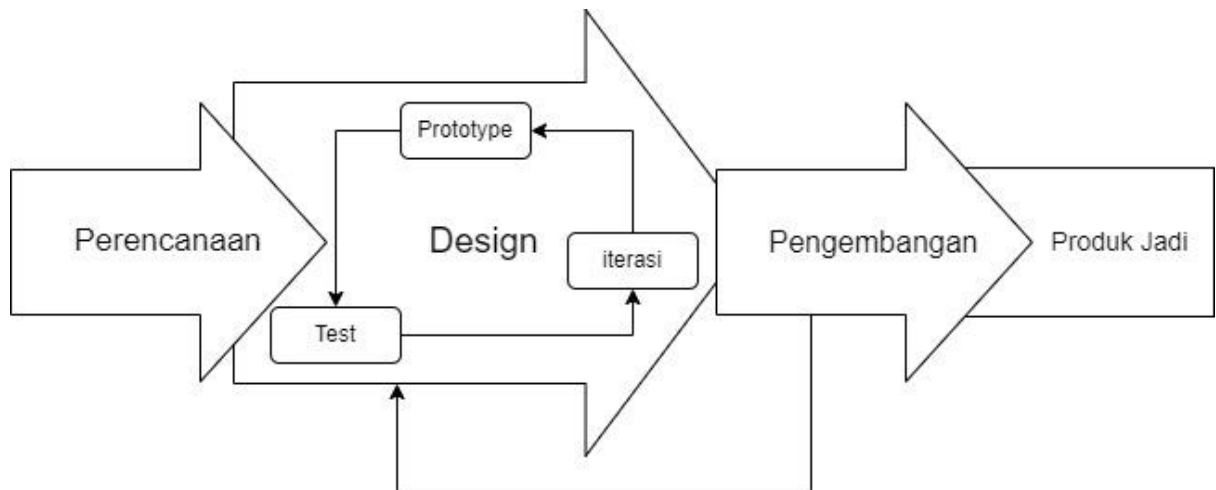 Perencanaan
Prototype
Design
iterasi
Test
Pengembangan
Produk Jadi